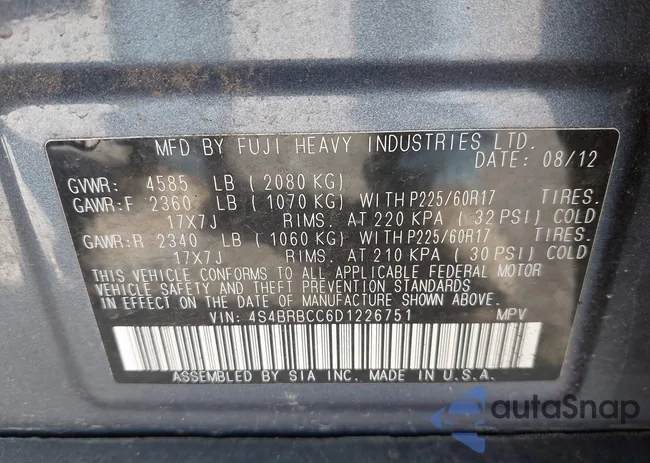 MFD BY FUJI HEAVY INDUSTRIES LTD.
DATE: 08/12
GVWR: 4585 LB (2080 KG)
GAWR:F 2360 LB (1070 KG) WITH P225/60R17 TIRES.
17X7J RIMS. AT 220 KPA (32 PSI) COLD
GAWR:R 2340 LB (1060 KG) WITH P225/60R17 TIRES.
17X7J RIMS. AT 210 KPA (30 PSI) COLD
THIS VEHICLE CONFORMS TO ALL APPLICABLE FEDERAL MOTOR
VEHICLE SAFETY AND THEFT PREVENTION STANDARDS
IN EFFECT ON THE DATE OF MANUFACTURE SHOWN ABOVE.
VIN: 4S4BRBCC6D1226751 MPV
ASSEMBLED BY SIA INC. MADE IN U.S.A.
autaSnap